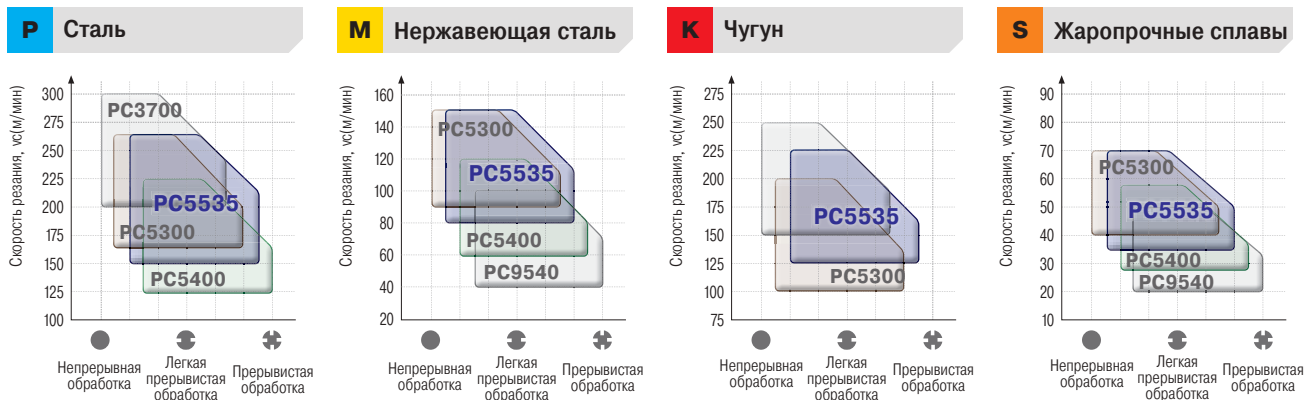 P Сталь
Скорость резания, vc(м/мин)
300
275
250
225
200
175
150
125
100
PC3700
PC5535
PC5300
PC5400
Непрерывная
обработка
Легкая
прерывистая
обработка
Прерывистая
обработка
M Нержавеющая сталь
Скорость резания, vc(м/мин)
160
140
120
100
80
60
40
20
PC5300
PC5535
PC5400
PC9540
Непрерывная
обработка
Легкая
прерывистая
обработка
Прерывистая
обработка
K Чугун
Скорость резания, vc(м/мин)
275
250
225
200
175
150
125
100
75
PC5535
PC5300
Непрерывная
обработка
Легкая
прерывистая
обработка
Прерывистая
обработка
S Жаропрочные сплавы
Скорость резания, vc(м/мин)
90
80
70
60
50
40
30
20
10
PC5300
PC5535
PC5400
PC9540
Непрерывная
обработка
Легкая
прерывистая
обработка
Прерывистая
обработка